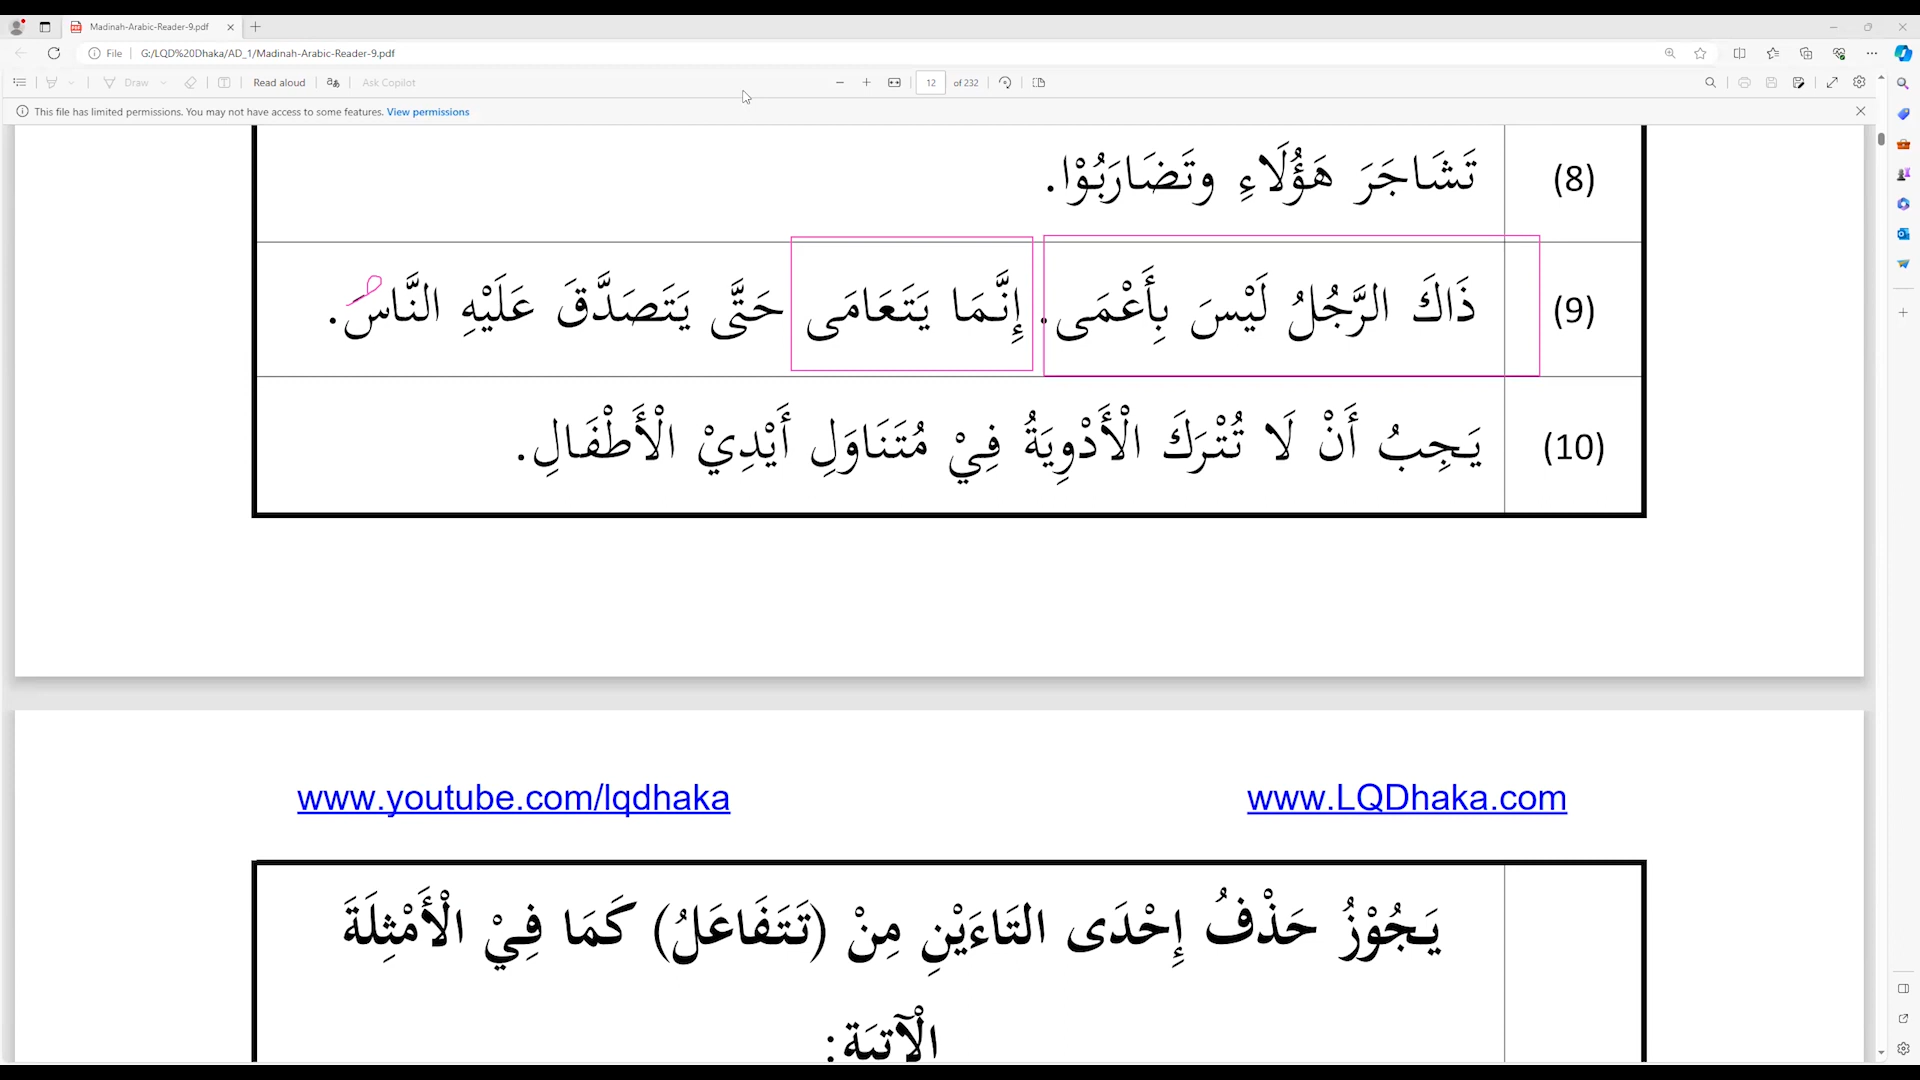 Madinah-Arabic-Reader-9.pdf
File
G:/LQD%20Dhaka/AD_1/Madinah-Arabic-Reader-9.pdf
Draw
Read aloud
Ask Copilot
12 of 232
This file has limited permissions. You may not have access to some features. View permissions
(8) تَشَاجَرَ هَؤُلَاءِ وتَضَارَبُوْا.
(9) ذَاكَ الرَّجُلُ لَيْسَ بِأَعْمَى. إِنَّمَا يَتَعَامَى حَتَّى يَتَصَدَّقَ عَلَيْهِ النَّاسُ.
(10) يَجِبُ أَنْ لَا تُتْرَكَ الْأَدْوِيَةُ فِيْ مُتَنَاوَلِ أَيْدِيْ الْأَطْفَالِ.
www.youtube.com/lqdhaka
www.LQDhaka.com
يَجُوْزُ حَذْفُ إِحْدَى التَاءَيْنِ مِنْ (تَتَفَاعَلُ) كَمَا فِيْ الْأَمْثِلَةَ
الْآتِيَة: